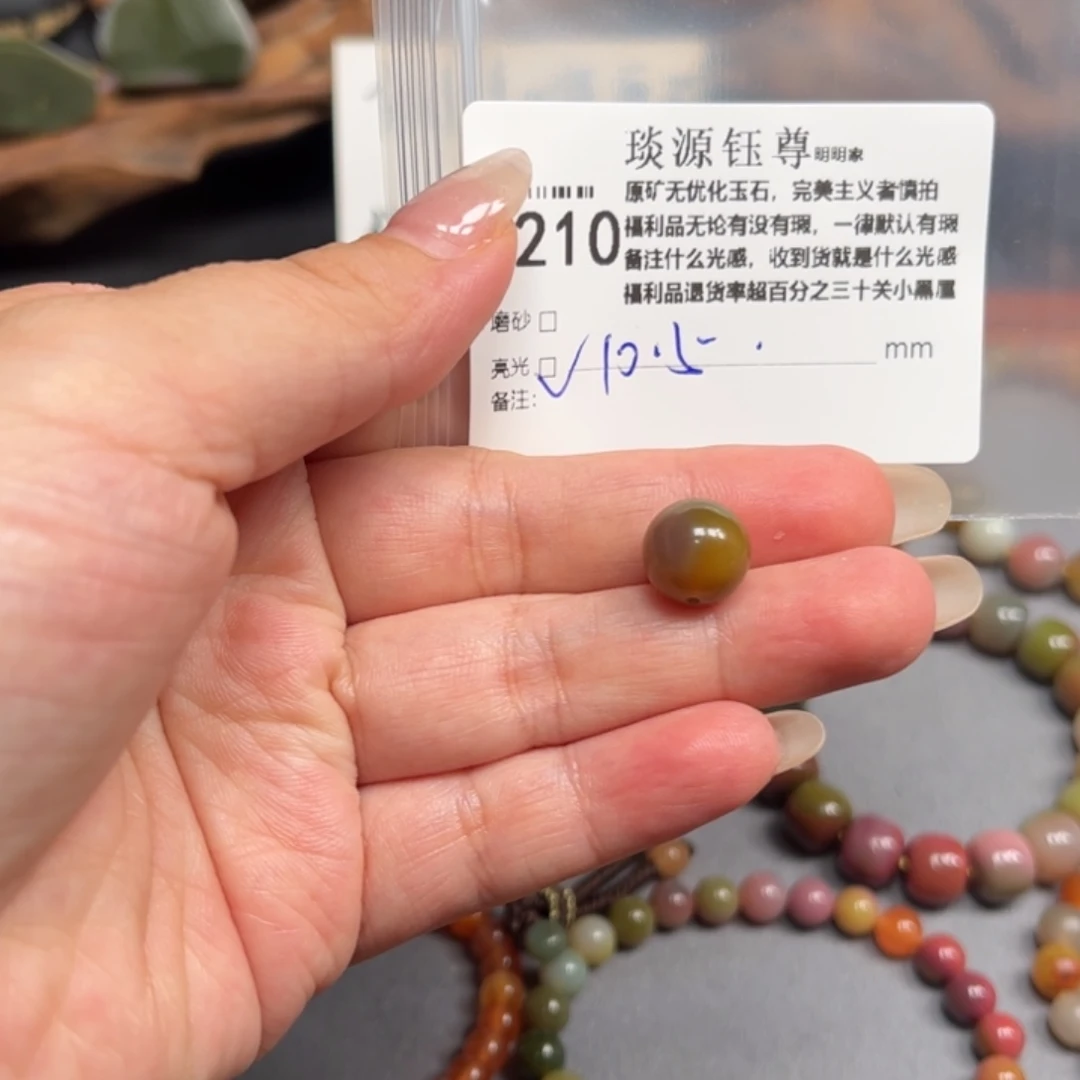 琰源钰尊明明家
原矿无优化玉石，完美主义者慎拍
210
福利品无论有没有瑕，一律默认有瑕
备注什么光感，收到货就是什么光感
福利品退货率超百分之三十关小黑屋
磨砂 □
亮光 □ ✓ 10.5 . mm
备注：